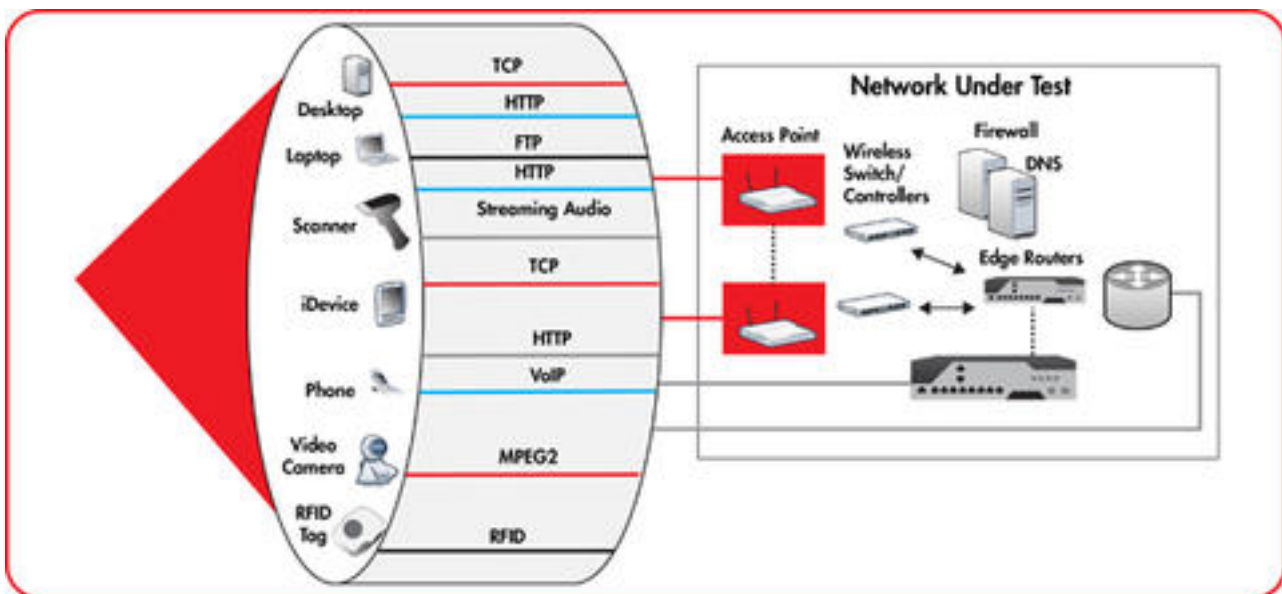 Desktop
Laptop
Scanner
iDevice
Phone
Video
Camera
RFID
Tag
TCP
HTTP
FTP
HTTP
Streaming Audio
TCP
HTTP
VoIP
MPEG2
RFID
Network Under Test
Access Point
Wireless
Switch/
Controllers
Firewall
DNS
Edge Routers